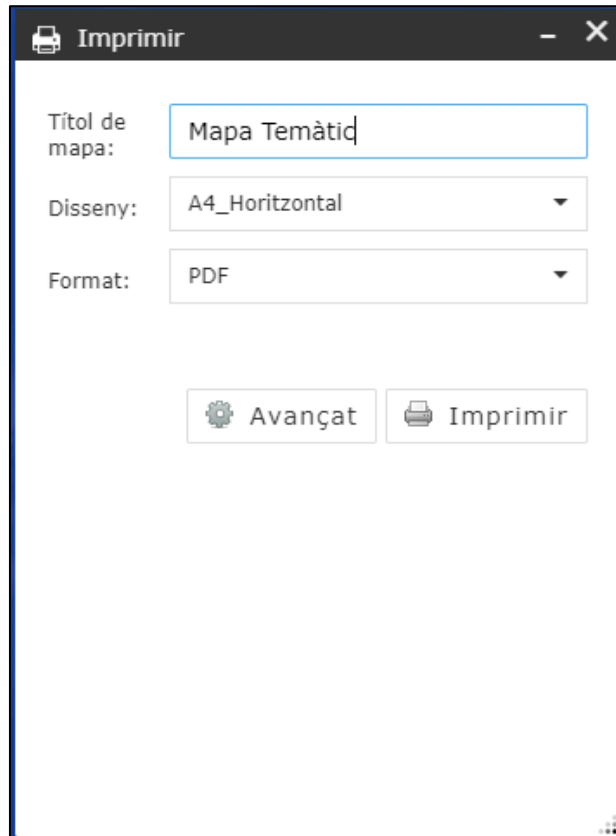 Imprimir
Títol de
mapa:
Mapa Temàtic
Disseny:
A4_Horitzontal
Format:
PDF
Avançat
Imprimir